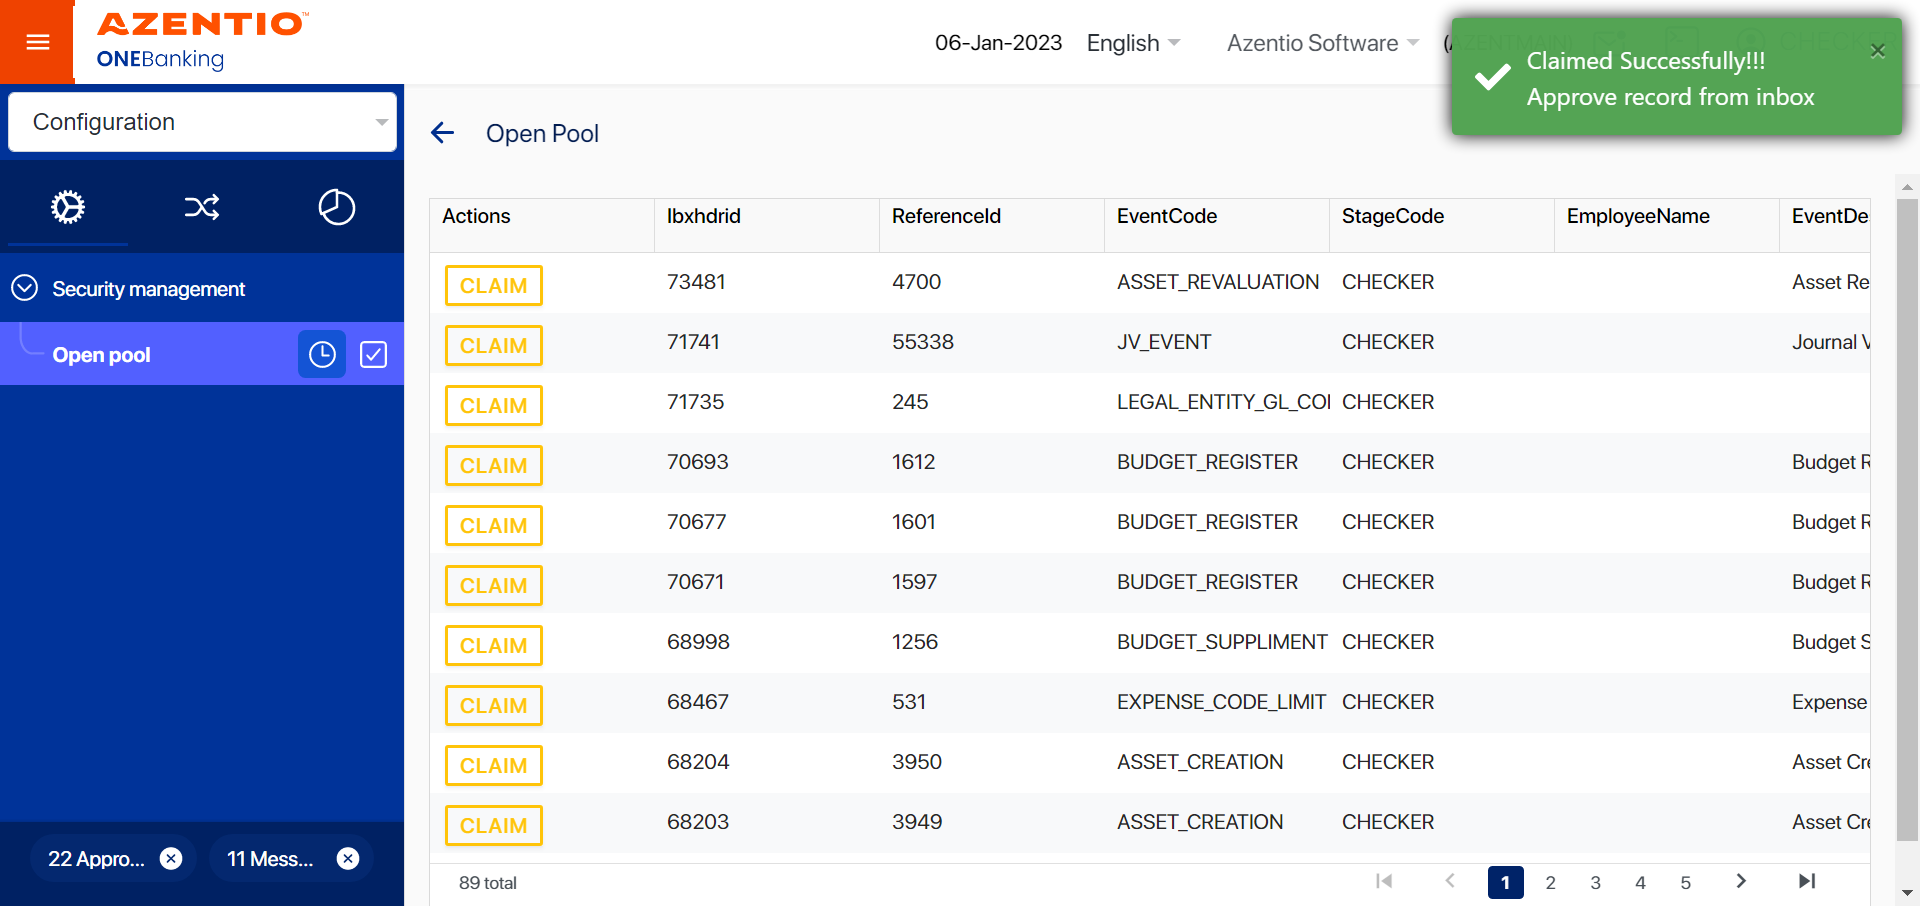 AZENTIO™
ONEBanking
06-Jan-2023 English Azentio Software
Claimed Successfully!!!
Approve record from inbox
Configuration
Open Pool
Security management
Open pool
Actions Ibxhdrid ReferenceId EventCode StageCode EmployeeName EventDe
CLAIM 73481 4700 ASSET_REVALUATION CHECKER Asset Re
CLAIM 71741 55338 JV_EVENT CHECKER Journal V
CLAIM 71735 245 LEGAL_ENTITY_GL_COI CHECKER
CLAIM 70693 1612 BUDGET_REGISTER CHECKER Budget R
CLAIM 70677 1601 BUDGET_REGISTER CHECKER Budget R
CLAIM 70671 1597 BUDGET_REGISTER CHECKER Budget R
CLAIM 68998 1256 BUDGET_SUPPLIMENT CHECKER Budget S
CLAIM 68467 531 EXPENSE_CODE_LIMIT CHECKER Expense
CLAIM 68204 3950 ASSET_CREATION CHECKER Asset Cre
CLAIM 68203 3949 ASSET_CREATION CHECKER Asset Cre
22 Appro... 11 Mess...
89 total 1 2 3 4 5